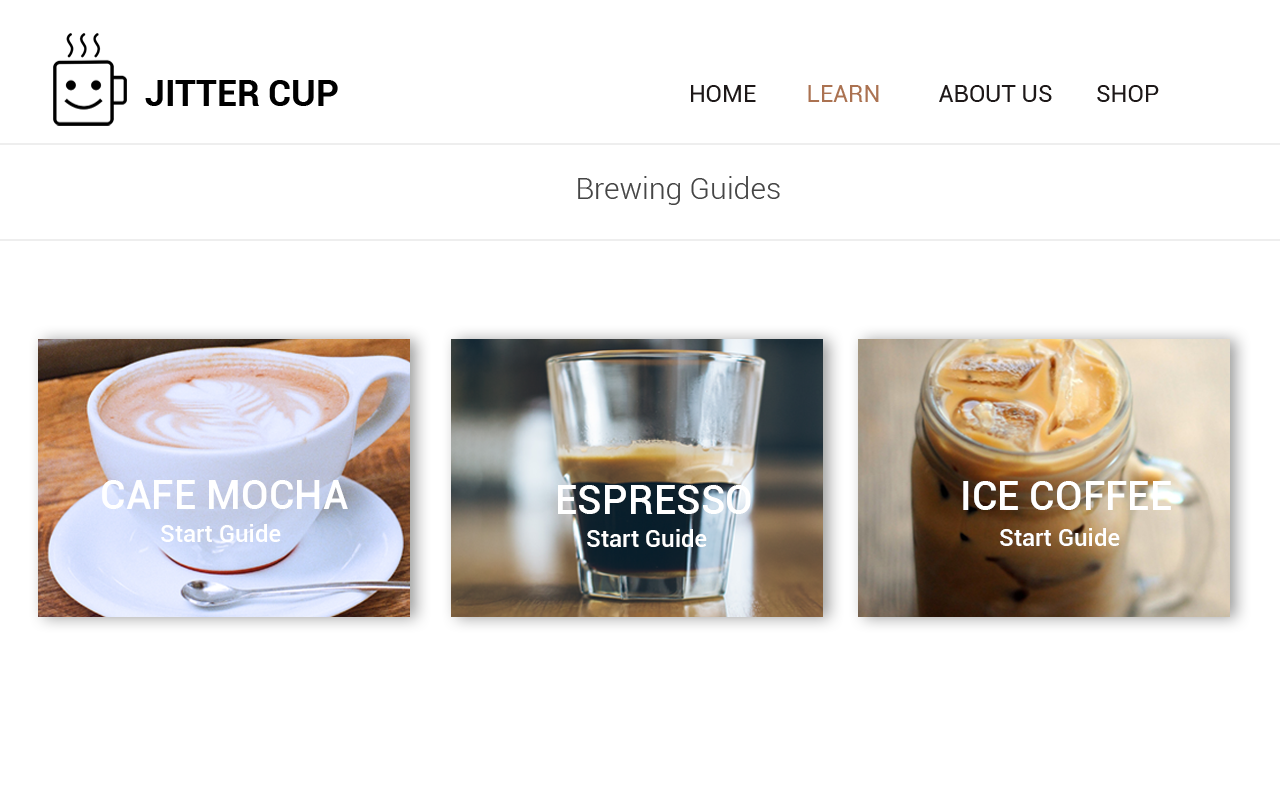 JITTER CUP
HOME LEARN ABOUT US SHOP
Brewing Guides
CAFE MOCHA
Start Guide
ESPRESSO
Start Guide
ICE COFFEE
Start Guide